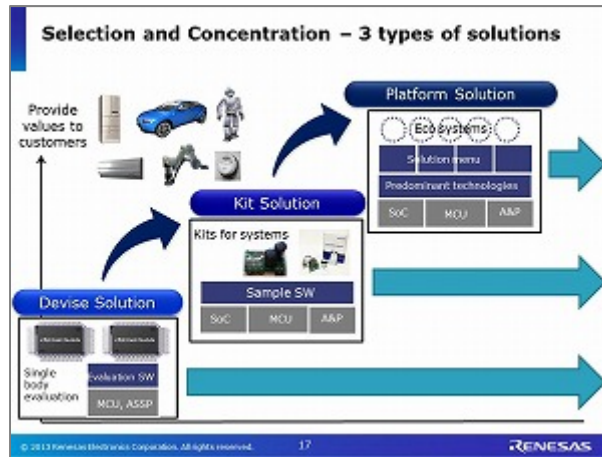 Selection and Concentration – 3 types of solutions
Provide
values to
customers
Platform Solution
Eco systems
Solution menu
Predominant technologies
SoC MCU A&P
Kit Solution
Kits for systems
Sample SW
SoC MCU A&P
Devise Solution
Single
body
evaluation
Evaluation SW
MCU, ASSP
© 2013 Renesas Electronics Corporation. All rights reserved.
17
RENESAS